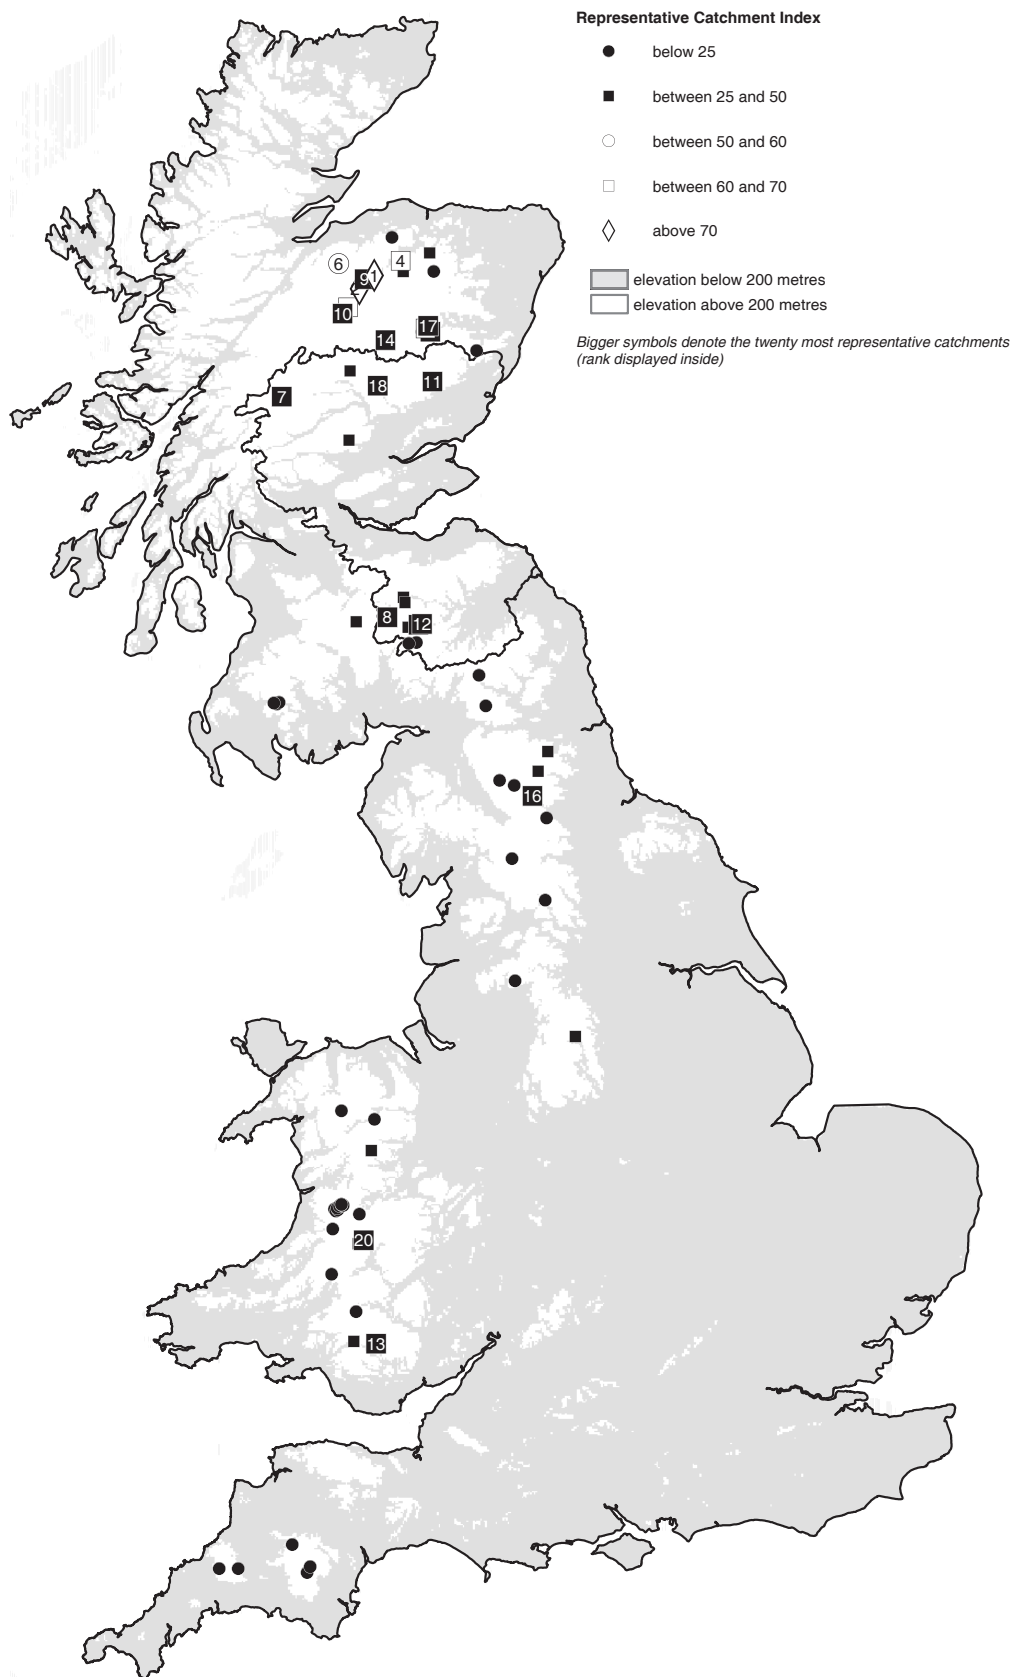 Representative Catchment Index
below 25
between 25 and 50
between 50 and 60
between 60 and 70
above 70
elevation below 200 metres
elevation above 200 metres
Bigger symbols denote the twenty most representative catchments
(rank displayed inside)
6
4
9
1
10
17
14
11
18
7
8
12
16
20
13